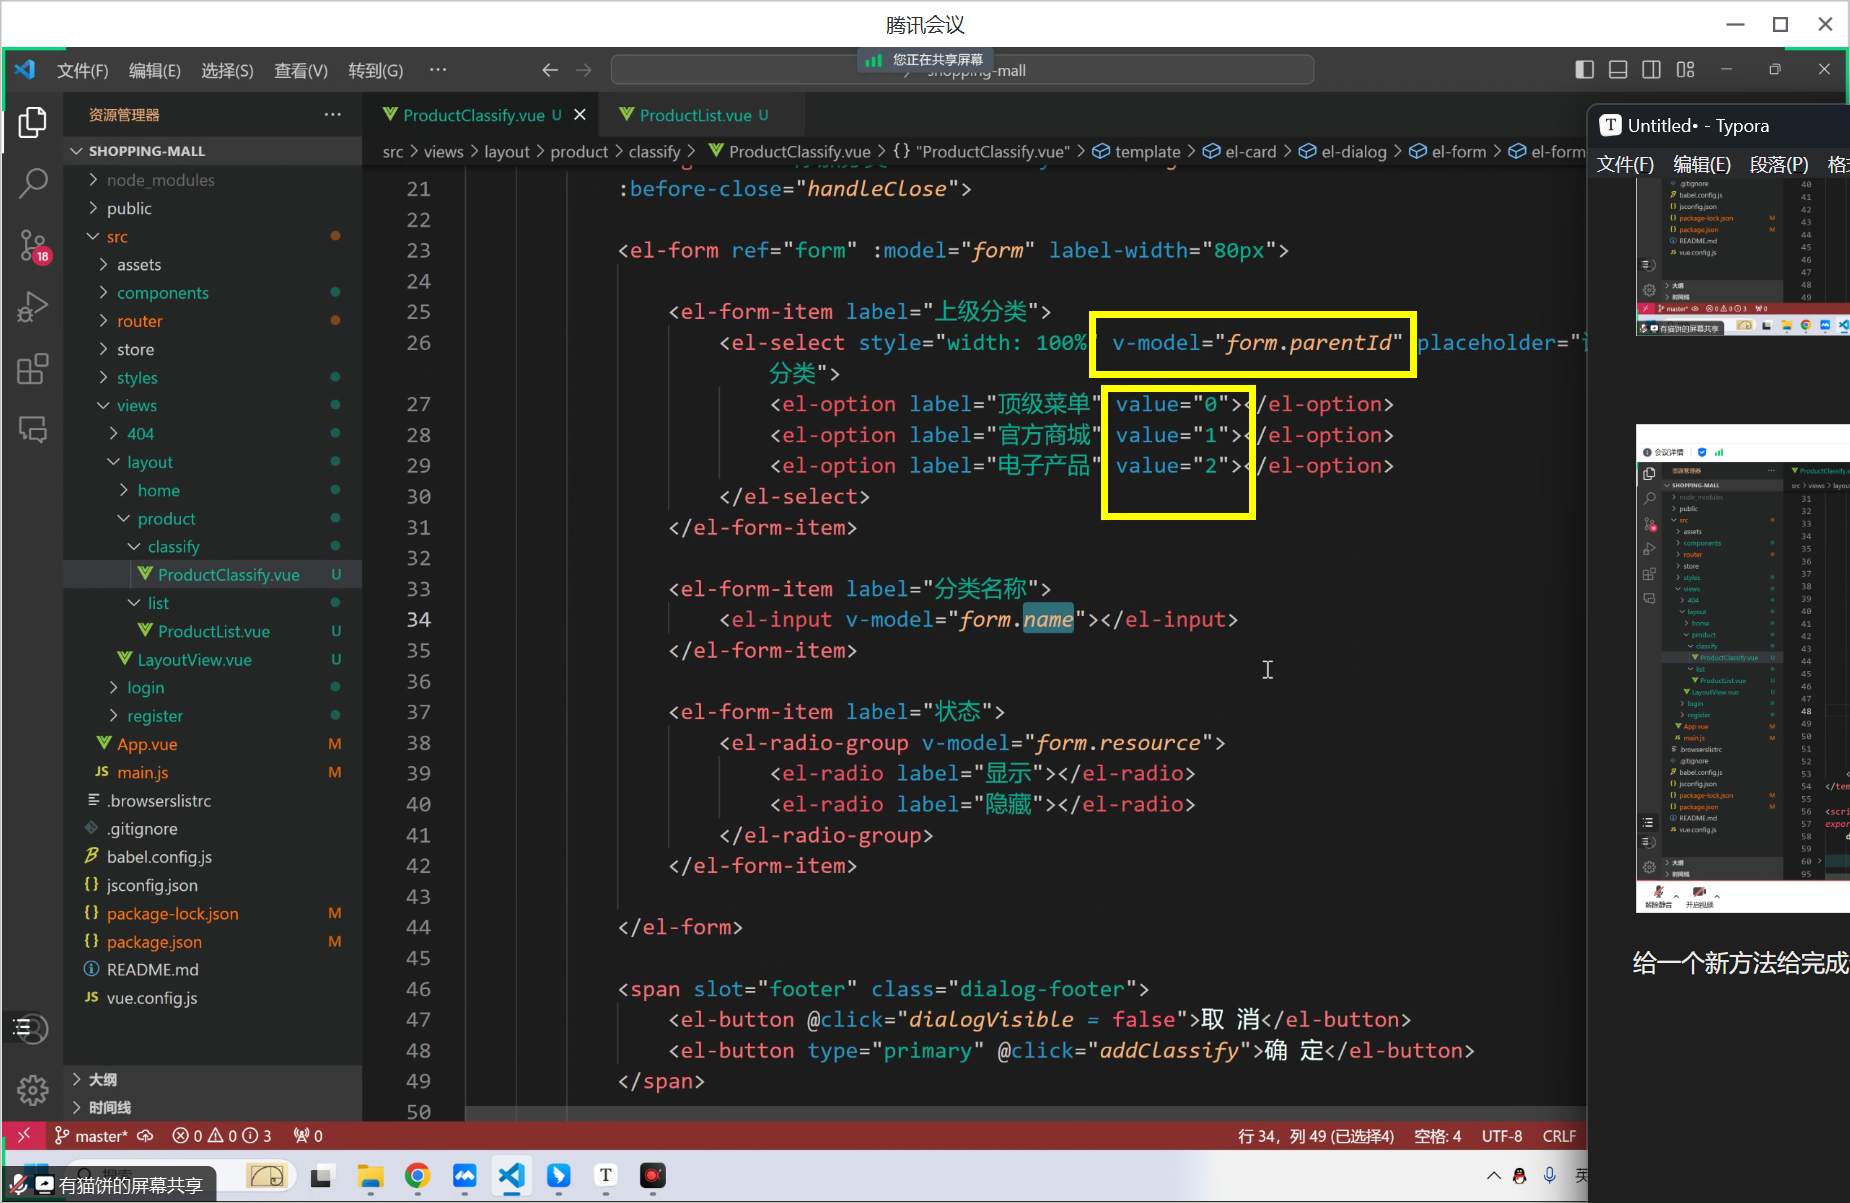 腾讯会议
文件(F) 编辑(E) 选择(S) 查看(V) 转到(G) ···
您正在共享屏幕
shopping-mall
资源管理器
ProductClassify.vue U
ProductList.vue U
src > views > layout > product > classify > ProductClassify.vue > {} "ProductClassify.vue" > template > el-card > el-dialog > el-form > el-form
SHOPPING-MALL
node_modules
public
src
assets
components
router
store
styles
views
404
layout
home
product
classify
ProductClassify.vue U
list
ProductList.vue U
LayoutView.vue U
login
register
App.vue M
main.js M
.browserslistrc
.gitignore
babel.config.js
jsconfig.json
package-lock.json M
package.json M
README.md
vue.config.js
大纲
时间线
18
21 :before-close="handleClose">
22
23 <el-form ref="form" :model="form" label-width="80px">
24
25 <el-form-item label="上级分类">
26 <el-select style="width: 100%" v-model="form.parentId" placeholder="
分类">
27 <el-option label="顶级菜单" value="0"></el-option>
28 <el-option label="官方商城" value="1"></el-option>
29 <el-option label="电子产品" value="2"></el-option>
30 </el-select>
31 </el-form-item>
32
33 <el-form-item label="分类名称">
34 <el-input v-model="form.name"></el-input>
35 </el-form-item>
36
37 <el-form-item label="状态">
38 <el-radio-group v-model="form.resource">
39 <el-radio label="显示"></el-radio>
40 <el-radio label="隐藏"></el-radio>
41 </el-radio-group>
42 </el-form-item>
43
44 </el-form>
45
46 <span slot="footer" class="dialog-footer">
47 <el-button @click="dialogVisible = false">取 消</el-button>
48 <el-button type="primary" @click="addClassify">确 定</el-button>
49 </span>
50
Untitled• - Typora
文件(F) 编辑(E) 段落(P)
给一个新方法给完成
master* 0 0 3 0
行 34，列 49 (已选择4) 空格: 4 UTF-8 CRLF
有猫饼的屏幕共享
英